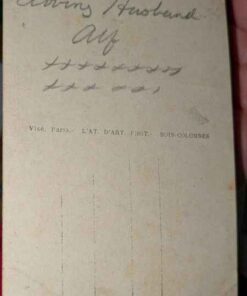 Loving Husband
Alf
Visé, Paris. L'AT. D'ART PHOT. - BOIS-COLOMBES